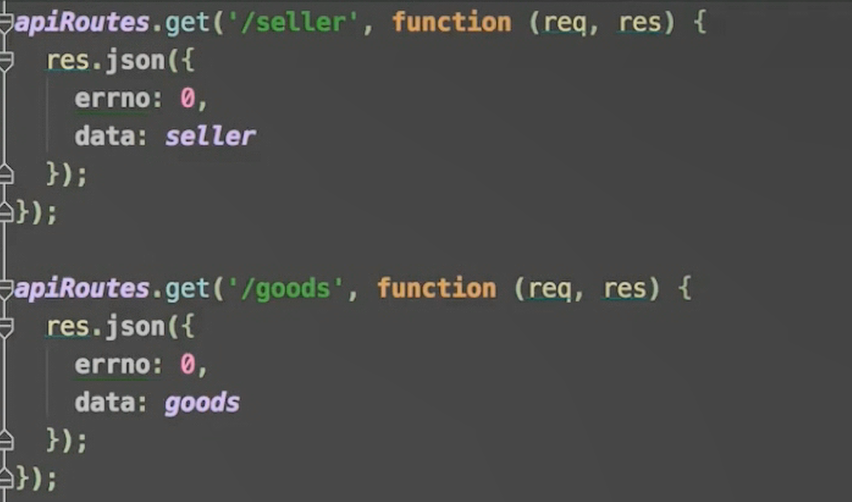 apiRoutes.get('/seller', function (req, res) {
  res.json({
    errno: 0,
    data: seller
  });
});

apiRoutes.get('/goods', function (req, res) {
  res.json({
    errno: 0,
    data: goods
  });
});